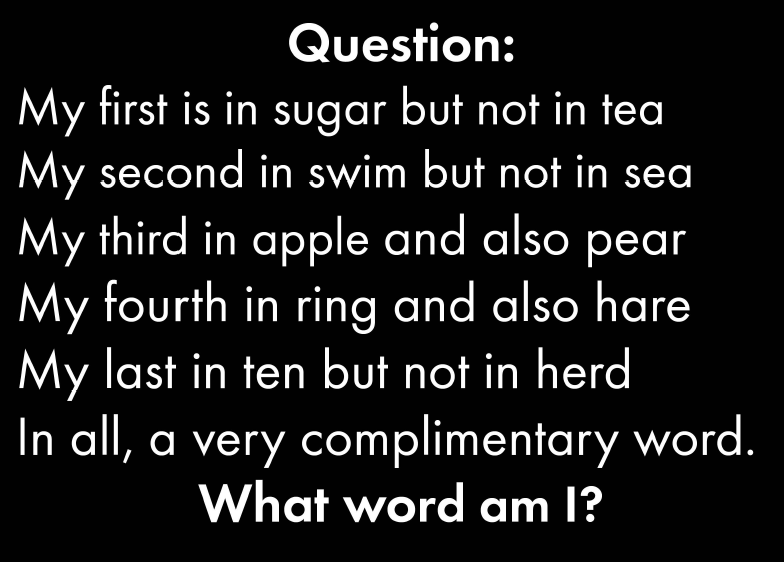 Question:
My first is in sugar but not in tea
My second in swim but not in sea
My third in apple and also pear
My fourth in ring and also hare
My last in ten but not in herd
In all, a very complimentary word.
What word am I?